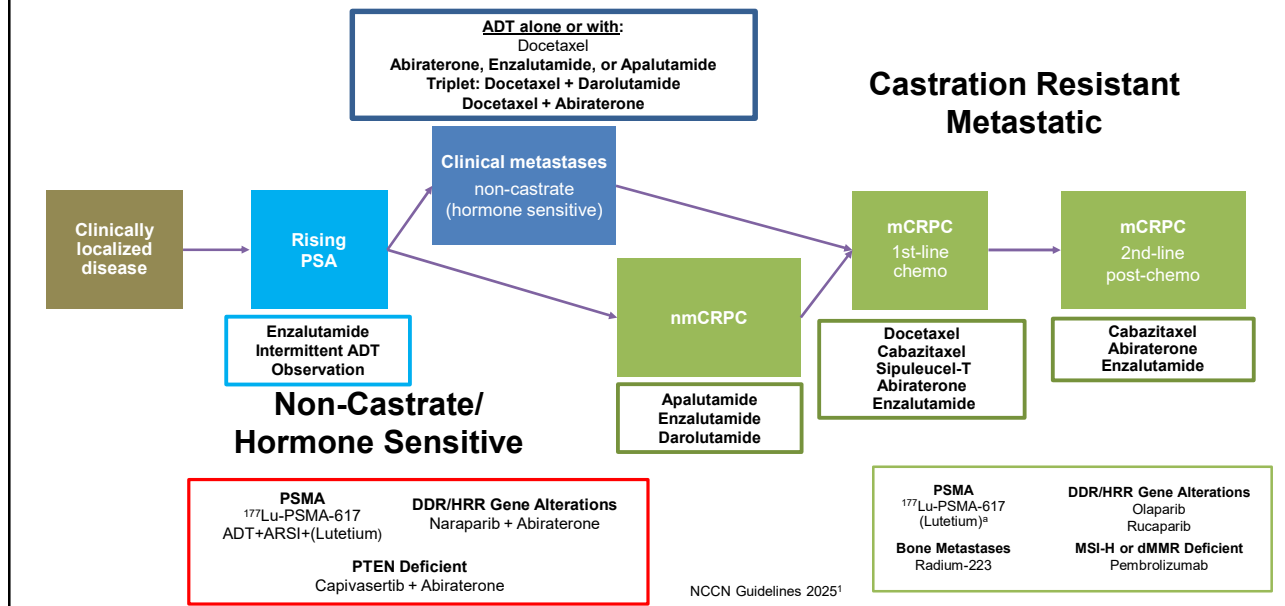 ADT alone or with:
Docetaxel
Abiraterone, Enzalutamide, or Apalutamide
Triplet: Docetaxel + Darolutamide
Docetaxel + Abiraterone
Castration Resistant
Metastatic
Clinically
localized
disease
Rising
PSA
Clinical metastases
non-castrate
(hormone sensitive)
nmCRPC
mCRPC
1st-line
chemo
mCRPC
2nd-line
post-chemo
Enzalutamide
Intermittent ADT
Observation
Non-Castrate/
Hormone Sensitive
Apalutamide
Enzalutamide
Darolutamide
Docetaxel
Cabazitaxel
Sipuleucel-T
Abiraterone
Enzalutamide
Cabazitaxel
Abiraterone
Enzalutamide
PSMA
¹⁷⁷Lu-PSMA-617
ADT+ARSI+(Lutetium)
DDR/HRR Gene Alterations
Naraparib + Abiraterone
PTEN Deficient
Capivasertib + Abiraterone
NCCN Guidelines 2025¹
PSMA
¹⁷⁷Lu-PSMA-617
(Lutetium)ᵃ
DDR/HRR Gene Alterations
Olaparib
Rucaparib
Bone Metastases
Radium-223
MSI-H or dMMR Deficient
Pembrolizumab